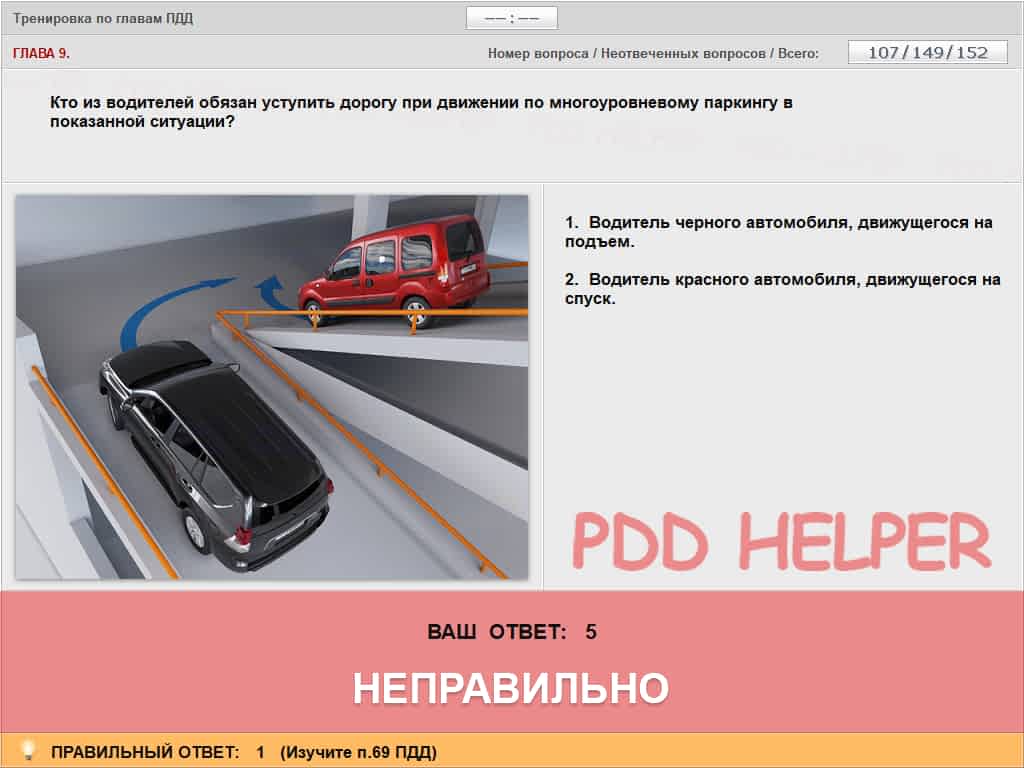 Тренировка по главам ПДД
—— : ——
ГЛАВА 9.
Номер вопроса / Неотвеченных вопросов / Всего:
107/149/152
Кто из водителей обязан уступить дорогу при движении по многоуровневому паркингу в
показанной ситуации?
1. Водитель черного автомобиля, движущегося на
подъем.
2. Водитель красного автомобиля, движущегося на
спуск.
PDD HELPER
ВАШ ОТВЕТ: 5
НЕПРАВИЛЬНО
ПРАВИЛЬНЫЙ ОТВЕТ: 1 (Изучите п.69 ПДД)